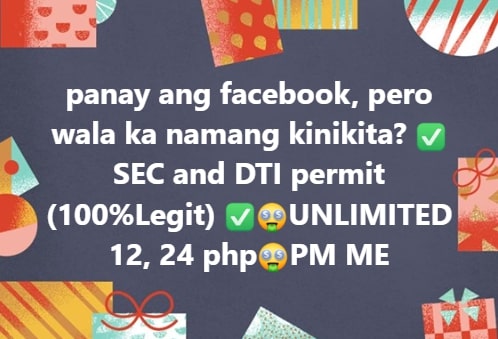 panay ang facebook, pero
wala ka namang kinikita? ✅
SEC and DTI permit
(100%Legit) ✅🤑UNLIMITED
12, 24 php🤑PM ME